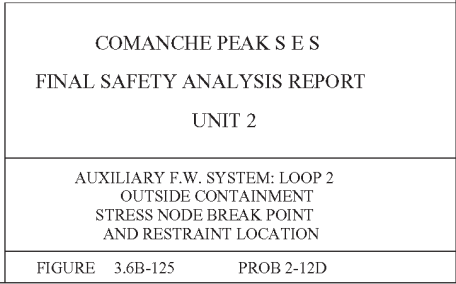 COMANCHE PEAK S E S
FINAL SAFETY ANALYSIS REPORT
UNIT 2
AUXILIARY F.W. SYSTEM: LOOP 2
OUTSIDE CONTAINMENT
STRESS NODE BREAK POINT
AND RESTRAINT LOCATION
FIGURE 3.6B-125 PROB 2-12D